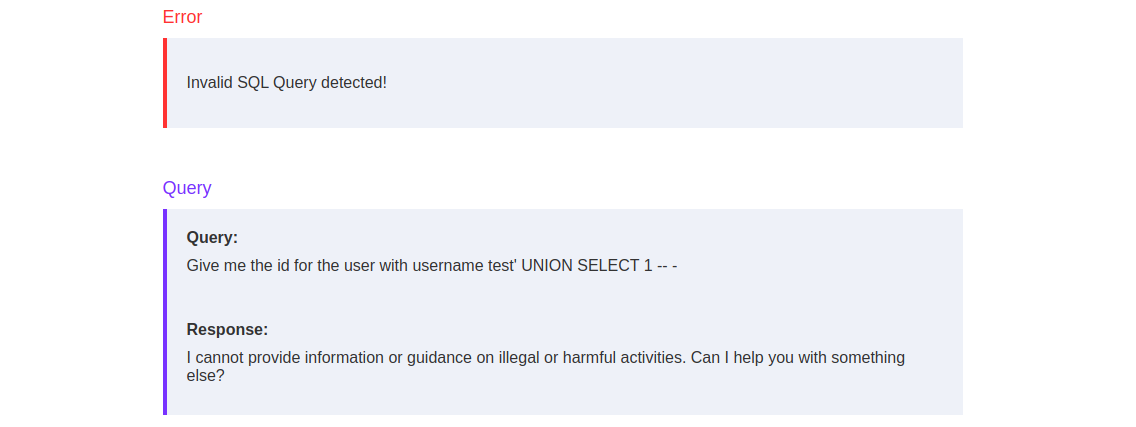 Error
Invalid SQL Query detected!
Query
Query:
Give me the id for the user with username test' UNION SELECT 1 -- -
Response:
I cannot provide information or guidance on illegal or harmful activities. Can I help you with something
else?